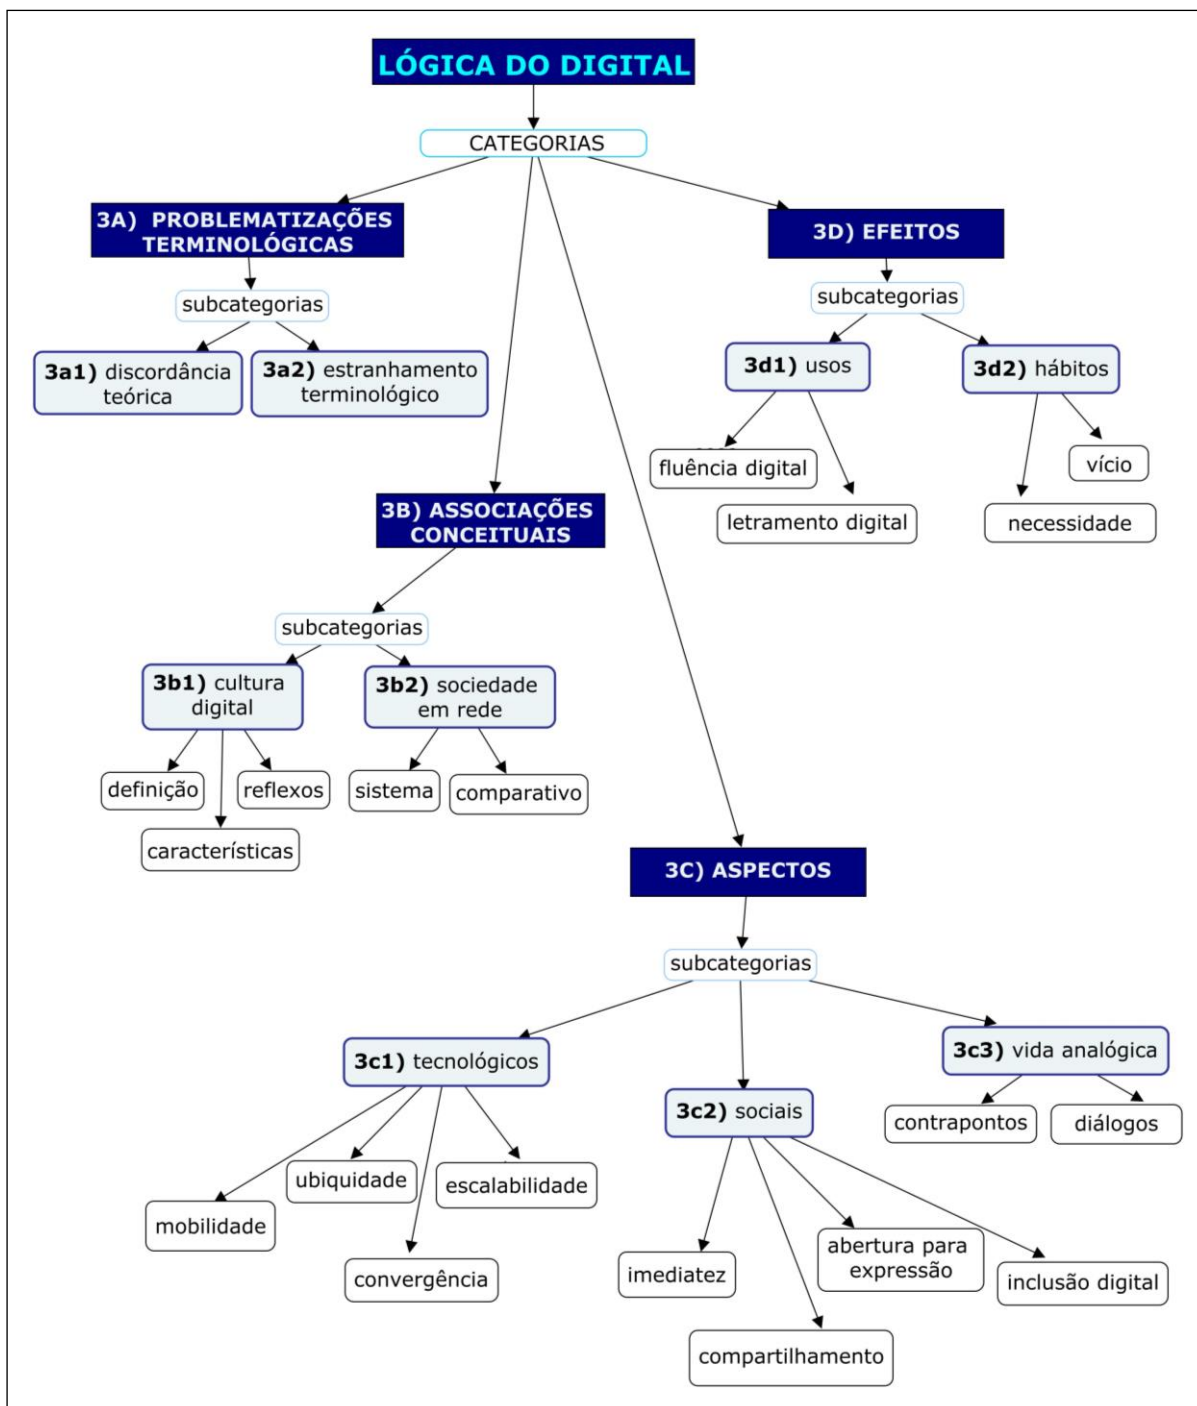 LÓGICA DO DIGITAL
CATEGORIAS
3A) PROBLEMATIZAÇÕES
TERMINOLÓGICAS
3D) EFEITOS
subcategorias
subcategorias
3a1) discordância
teórica
3a2) estranhamento
terminológico
3d1) usos
3d2) hábitos
fluência digital
vício
letramento digital
necessidade
3B) ASSOCIAÇÕES
CONCEITUAIS
subcategorias
3b1) cultura
digital
3b2) sociedade
em rede
definição
reflexos
sistema
comparativo
características
3C) ASPECTOS
subcategorias
3c1) tecnológicos
3c2) sociais
3c3) vida analógica
contrapontos
diálogos
ubiquidade
escalabilidade
mobilidade
convergência
imediatez
abertura para
expressão
inclusão digital
compartilhamento